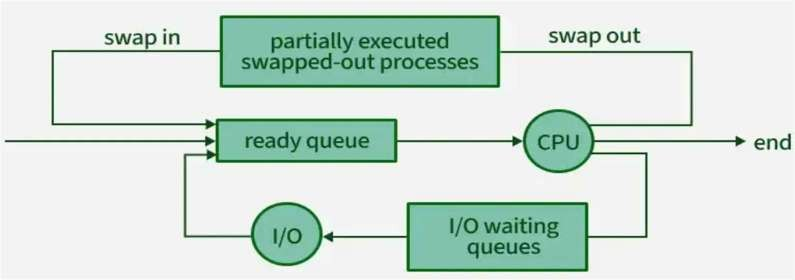 swap in
partially executed
swapped-out processes
swap out
ready queue
CPU
end
I/O
I/O waiting
queues